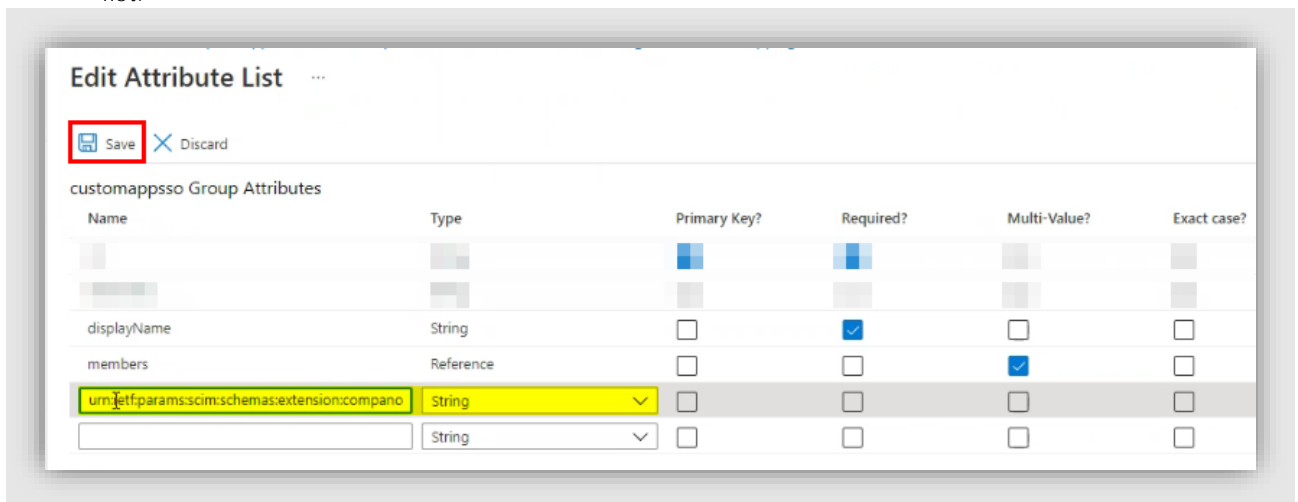 Edit Attribute List ...
Save Discard
customappsso Group Attributes
Name Type Primary Key? Required? Multi-Value? Exact case?
displayName String
members Reference
urn:ietf:params:scim:schemas:extension:compano String
String